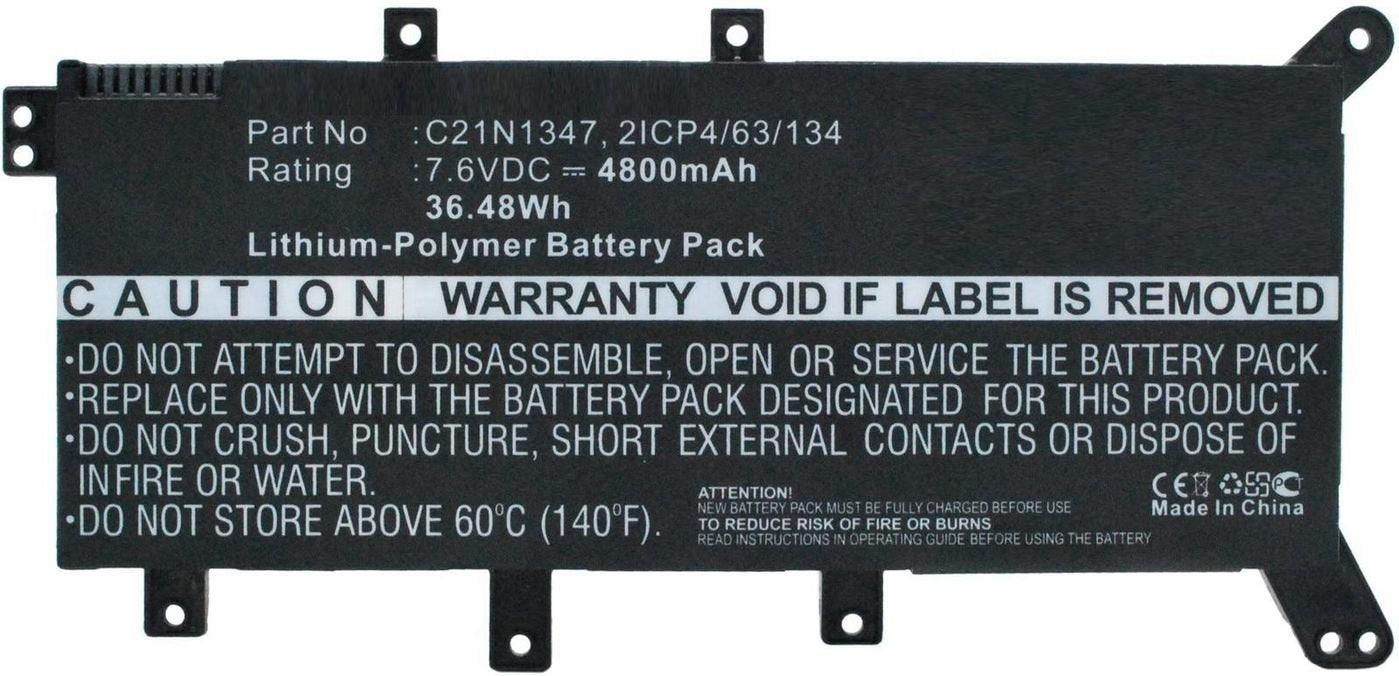 Part No : C21N1347, 2ICP4/63/134
Rating : 7.6VDC ⎓ 4800mAh
36.48Wh
Lithium-Polymer Battery Pack
CAUTION WARRANTY VOID IF LABEL IS REMOVED
·DO NOT ATTEMPT TO DISASSEMBLE, OPEN OR SERVICE THE BATTERY PACK.
·REPLACE ONLY WITH THE BATTERY PACK DESIGNATED FOR THIS PRODUCT.
·DO NOT CRUSH, PUNCTURE, SHORT EXTERNAL CONTACTS OR DISPOSE OF
IN FIRE OR WATER.
·DO NOT STORE ABOVE 60°C (140°F).
ATTENTION!
NEW BATTERY PACK MUST BE FULLY CHARGED BEFORE USE
TO REDUCE RISK OF FIRE OR BURNS
READ INSTRUCTIONS IN OPERATING GUIDE BEFORE USING THE BATTERY
CE
Made In China